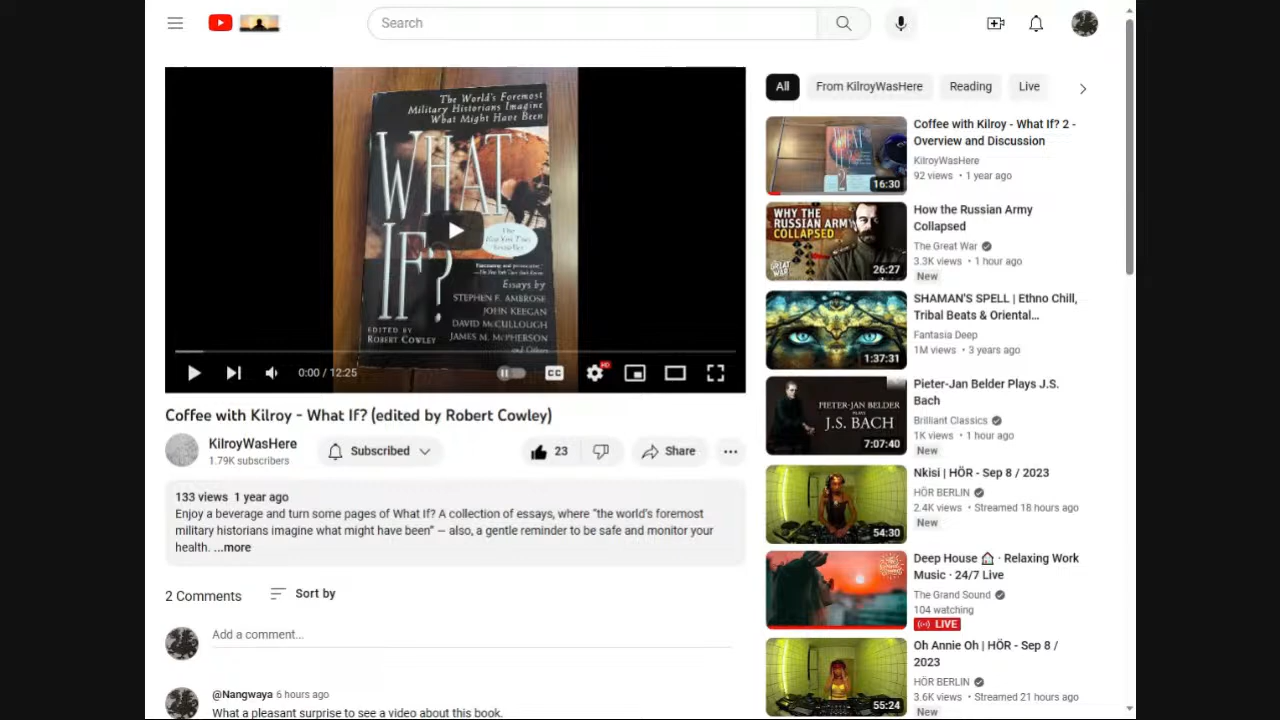 Search
The World's Foremost
Military Historians Imagine
What Might Have Been
WHAT
IF?
The
New York Times
bestseller
Essays by
STEPHEN E. AMBROSE
JOHN KEEGAN
DAVID McCULLOUGH
JAMES M. McPHERSON
and Others
EDITED BY
ROBERT COWLEY
0:00 / 12:25
CC
HD
Coffee with Kilroy - What If? (edited by Robert Cowley)
KilroyWasHere
1.79K subscribers
Subscribed
23
Share
133 views 1 year ago
Enjoy a beverage and turn some pages of What If? A collection of essays, where "the world's foremost
military historians imagine what might have been" -- also, a gentle reminder to be safe and monitor your
health. ...more
2 Comments
Sort by
Add a comment...
@Nangwaya 6 hours ago
What a pleasant surprise to see a video about this book.
All
From KilroyWasHere
Reading
Live
WHAT IF?
16:30
Coffee with Kilroy - What If? 2 -
Overview and Discussion
KilroyWasHere
92 views • 1 year ago
WHY THE
RUSSIAN ARMY
COLLAPSED
GREAT WAR
26:27
How the Russian Army
Collapsed
The Great War
3.3K views • 1 hour ago
New
1:37:31
SHAMAN'S SPELL | Ethno Chill,
Tribal Beats & Oriental...
Fantasia Deep
1M views • 3 years ago
PIETER-JAN BELDER
PLAYS
J.S. BACH
7:07:40
Pieter-Jan Belder Plays J.S.
Bach
Brilliant Classics
1K views • 1 hour ago
New
54:30
Nkisi | HÖR - Sep 8 / 2023
HÖR BERLIN
2.4K views • Streamed 18 hours ago
New
Deep House 🏠 · Relaxing Work
Music · 24/7 Live
The Grand Sound
104 watching
LIVE
55:24
Oh Annie Oh | HÖR - Sep 8 /
2023
HÖR BERLIN
3.6K views • Streamed 21 hours ago
New